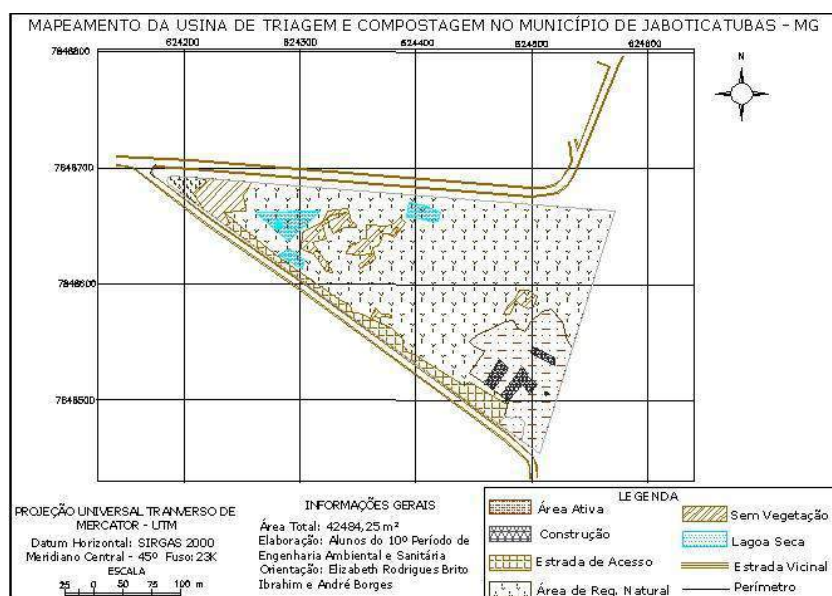 MAPEAMENTO DA USINA DE TRIAGEM E COMPOSTAGEM NO MUNICÍPIO DE JABOTICATUBAS - MG
624200 624300 624400 624500 624600
7846800
N
7846700
7846600
7846500
PROJEÇÃO UNIVERSAL TRANVERSO DE
MERCATOR - UTM
Datum Horizontal: SIRGAS 2000
Meridiano Central - 45º Fuso: 23K
ESCALA
25 0 50 75 100 m
INFORMAÇÕES GERAIS
Área Total: 42484,25 m²
Elaboração: Alunos do 10º Período de
Engenharia Ambiental e Sanitária
Orientação: Elizabeth Rodrigues Brito
Ibrahim e André Borges
LEGENDA
Área Ativa
Construção
Estrada de Acesso
Área de Reg. Natural
Sem Vegetação
Lagoa Seca
Estrada Vicinal
Perímetro